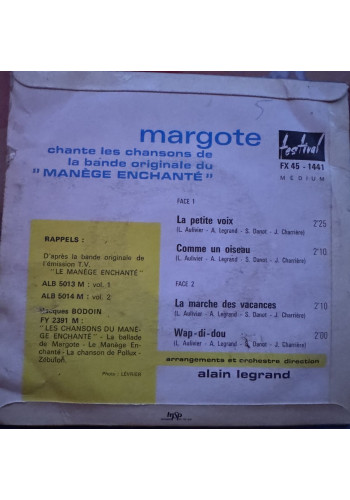 margote
chante les chansons de
la bande originale du
"MANÈGE ENCHANTÉ"
festival
FX 45 - 1441
MEDIUM
FACE 1
La petite voix 2'25
(L. Aulivier - A. Legrand - S. Danot - J. Charrière)
Comme un oiseau 2'10
(L. Aulivier - A. Legrand - S. Danot - J. Charrière)
FACE 2
La marche des vacances 2'10
(L. Aulivier - A. Legrand - S. Danot - J. Charrière)
Wap-di-dou 2'00
(L. Aulivier - A. Legrand - S. Danot - J. Charrière)
arrangements et orchestre direction
alain legrand
RAPPELS :
D'après la bande originale de
l'émission T.V.
"LE MANÈGE ENCHANTÉ"
ALB 5013 M : vol. 1
ALB 5014 M : vol. 2
Jacques BODOIN
FY 2391 M :
"LES CHANSONS DU MANÈ-
GE ENCHANTÉ" - La ballade
de Margote - Le Manège En-
chanté - La chanson de Pollux -
Zébulon.
Photo : LEVRIER